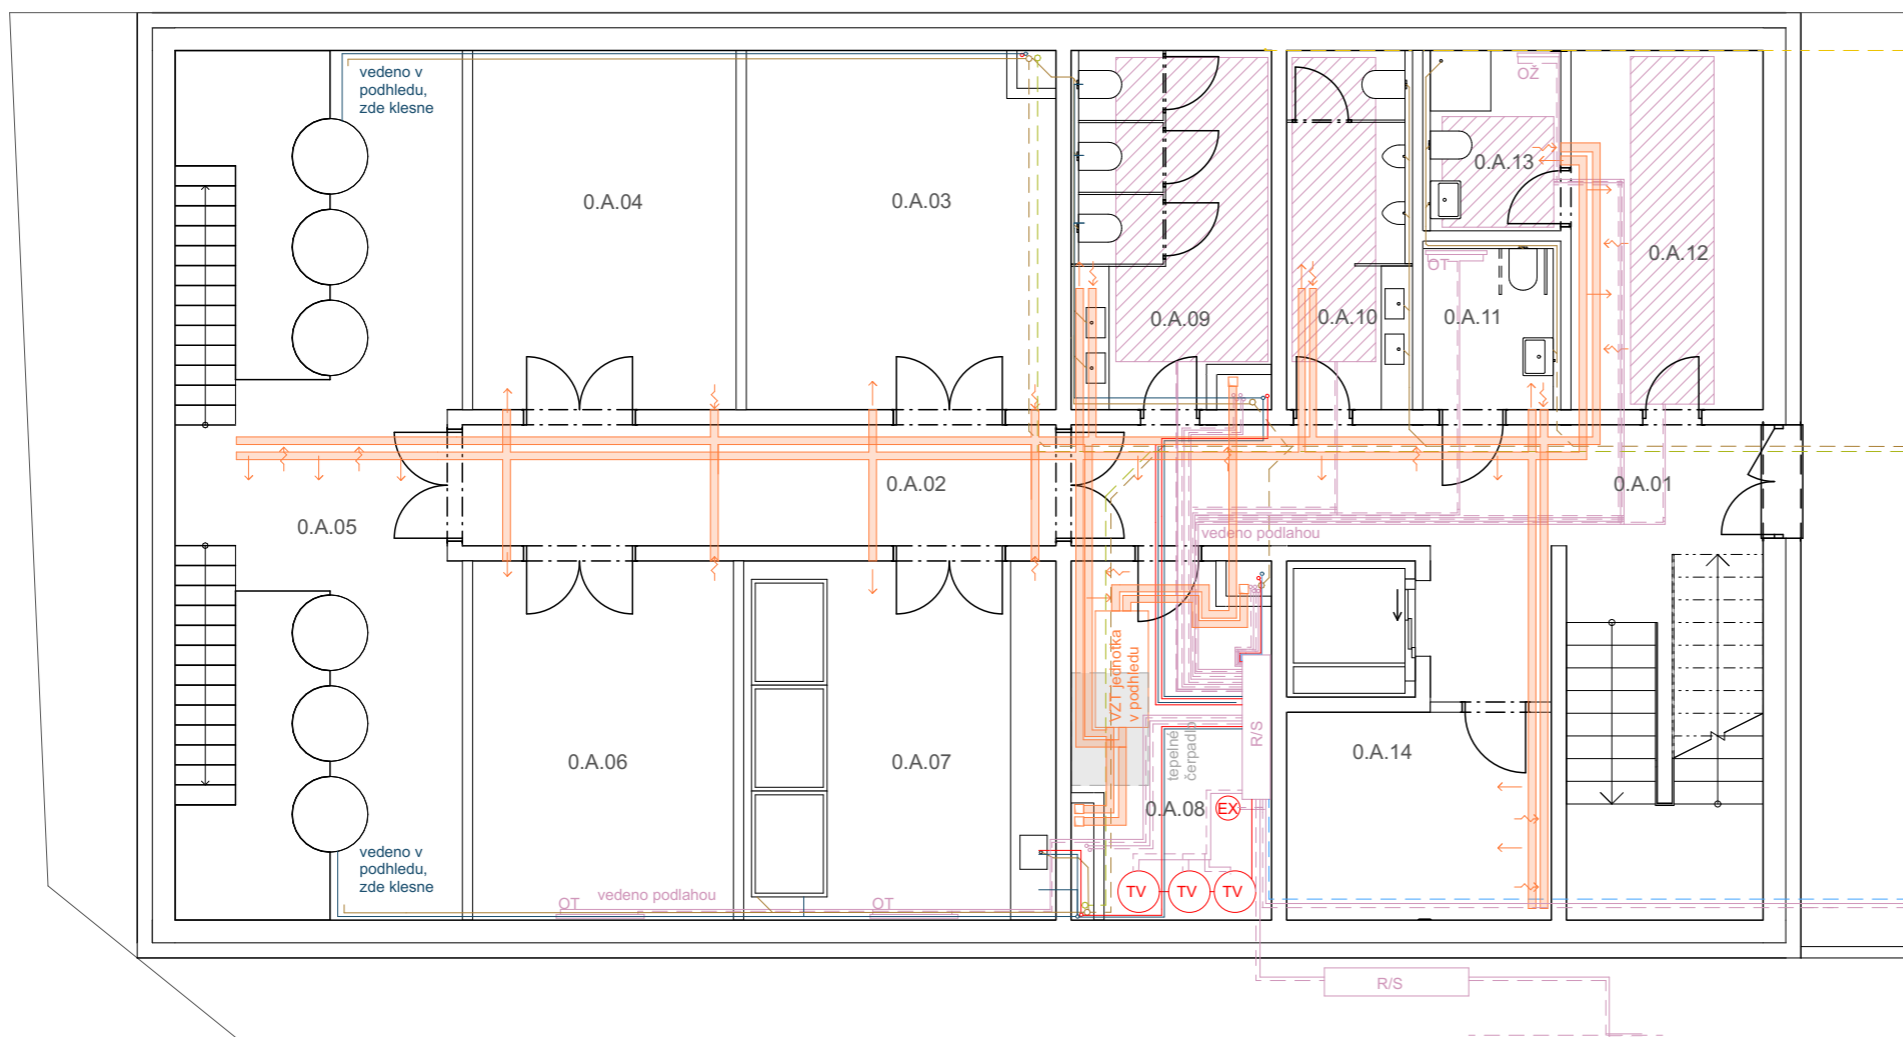 vedeno v
podhledu,
zde klesne
OŽ
0.A.13
0.A.04
0.A.03
0.A.12
OT
0.A.09
0.A.10
0.A.11
0.A.02
0.A.01
0.A.05
vedeno podlahou
VZT jednotka
v podhledu
R/S
tepelné
čerpadlo
0.A.14
0.A.06
0.A.07
0.A.08
EX
vedeno v
podhledu,
zde klesne
vedeno podlahou
OT
OT
TV
TV
TV
R/S